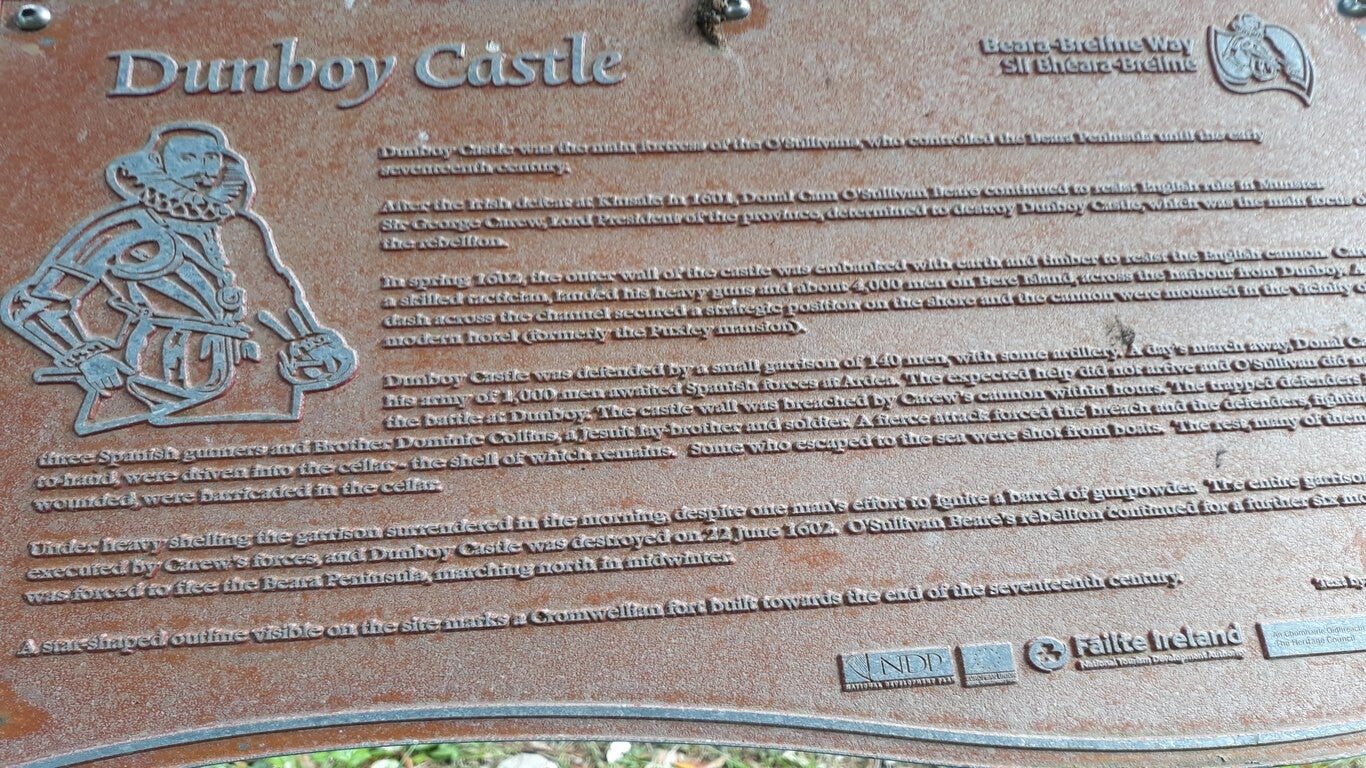 Dunboy Castle
Beara-Breifne Way
Slí Bhéara-Bréifne
Dunboy Castle was the main fortress of the O'Sullivans, who controlled the Beara Peninsula until the early
seventeenth century.
After the Irish defeat at Kinsale in 1601, Donal Cam O'Sullivan Beare continued to resist English rule in Munster.
Sir George Carew, Lord President of the province, determined to destroy Dunboy Castle, which was the main focus o
the rebellion.
In spring 1602, the outer wall of the castle was embanked with earth and timber to resist the English cannon.
a skilled tactician, landed his heavy guns and about 4,000 men on Bere Island, across the harbour from Dunboy.
dash across the channel secured a strategic position on the shore and the cannon were mounted in the vicinity
modern hotel (formerly the Puxley mansion).
Dunboy Castle was defended by a small garrison of 140 men, with some artillery. A day's march away Donal
his army of 1,000 men awaited Spanish forces at Ardea. The expected help did not arrive and O'Sullivan did
the battle at Dunboy. The castle wall was breached by Carew's cannon within hours. The trapped defenders
three Spanish gunners and Brother Dominic Collins, a Jesuit lay-brother and soldier. A fierce attack forced the breach and the defenders, fighting
to-hand, were driven into the cellar - the shell of which remains. Some who escaped to the sea were shot from boats. The rest, many of
wounded, were barricaded in the cellar.
Under heavy shelling the garrison surrendered in the morning, despite one man's effort to ignite a barrel of gunpowder. entire garrison
executed by Carew's forces, and Dunboy Castle was destroyed on 22 June 1602. O'Sullivan Beare's rebellion continued for a further six
was forced to flee the Beara Peninsula, marching north in midwinter.
A star-shaped outline visible on the site marks a Cromwellian fort built towards the end of the seventeenth century.
Text by
NDP
NATIONAL DEVELOPMENT PLAN
Fáilte Ireland
National Tourism Development Authority
An Chomhairle Oidhreachta
The Heritage Council